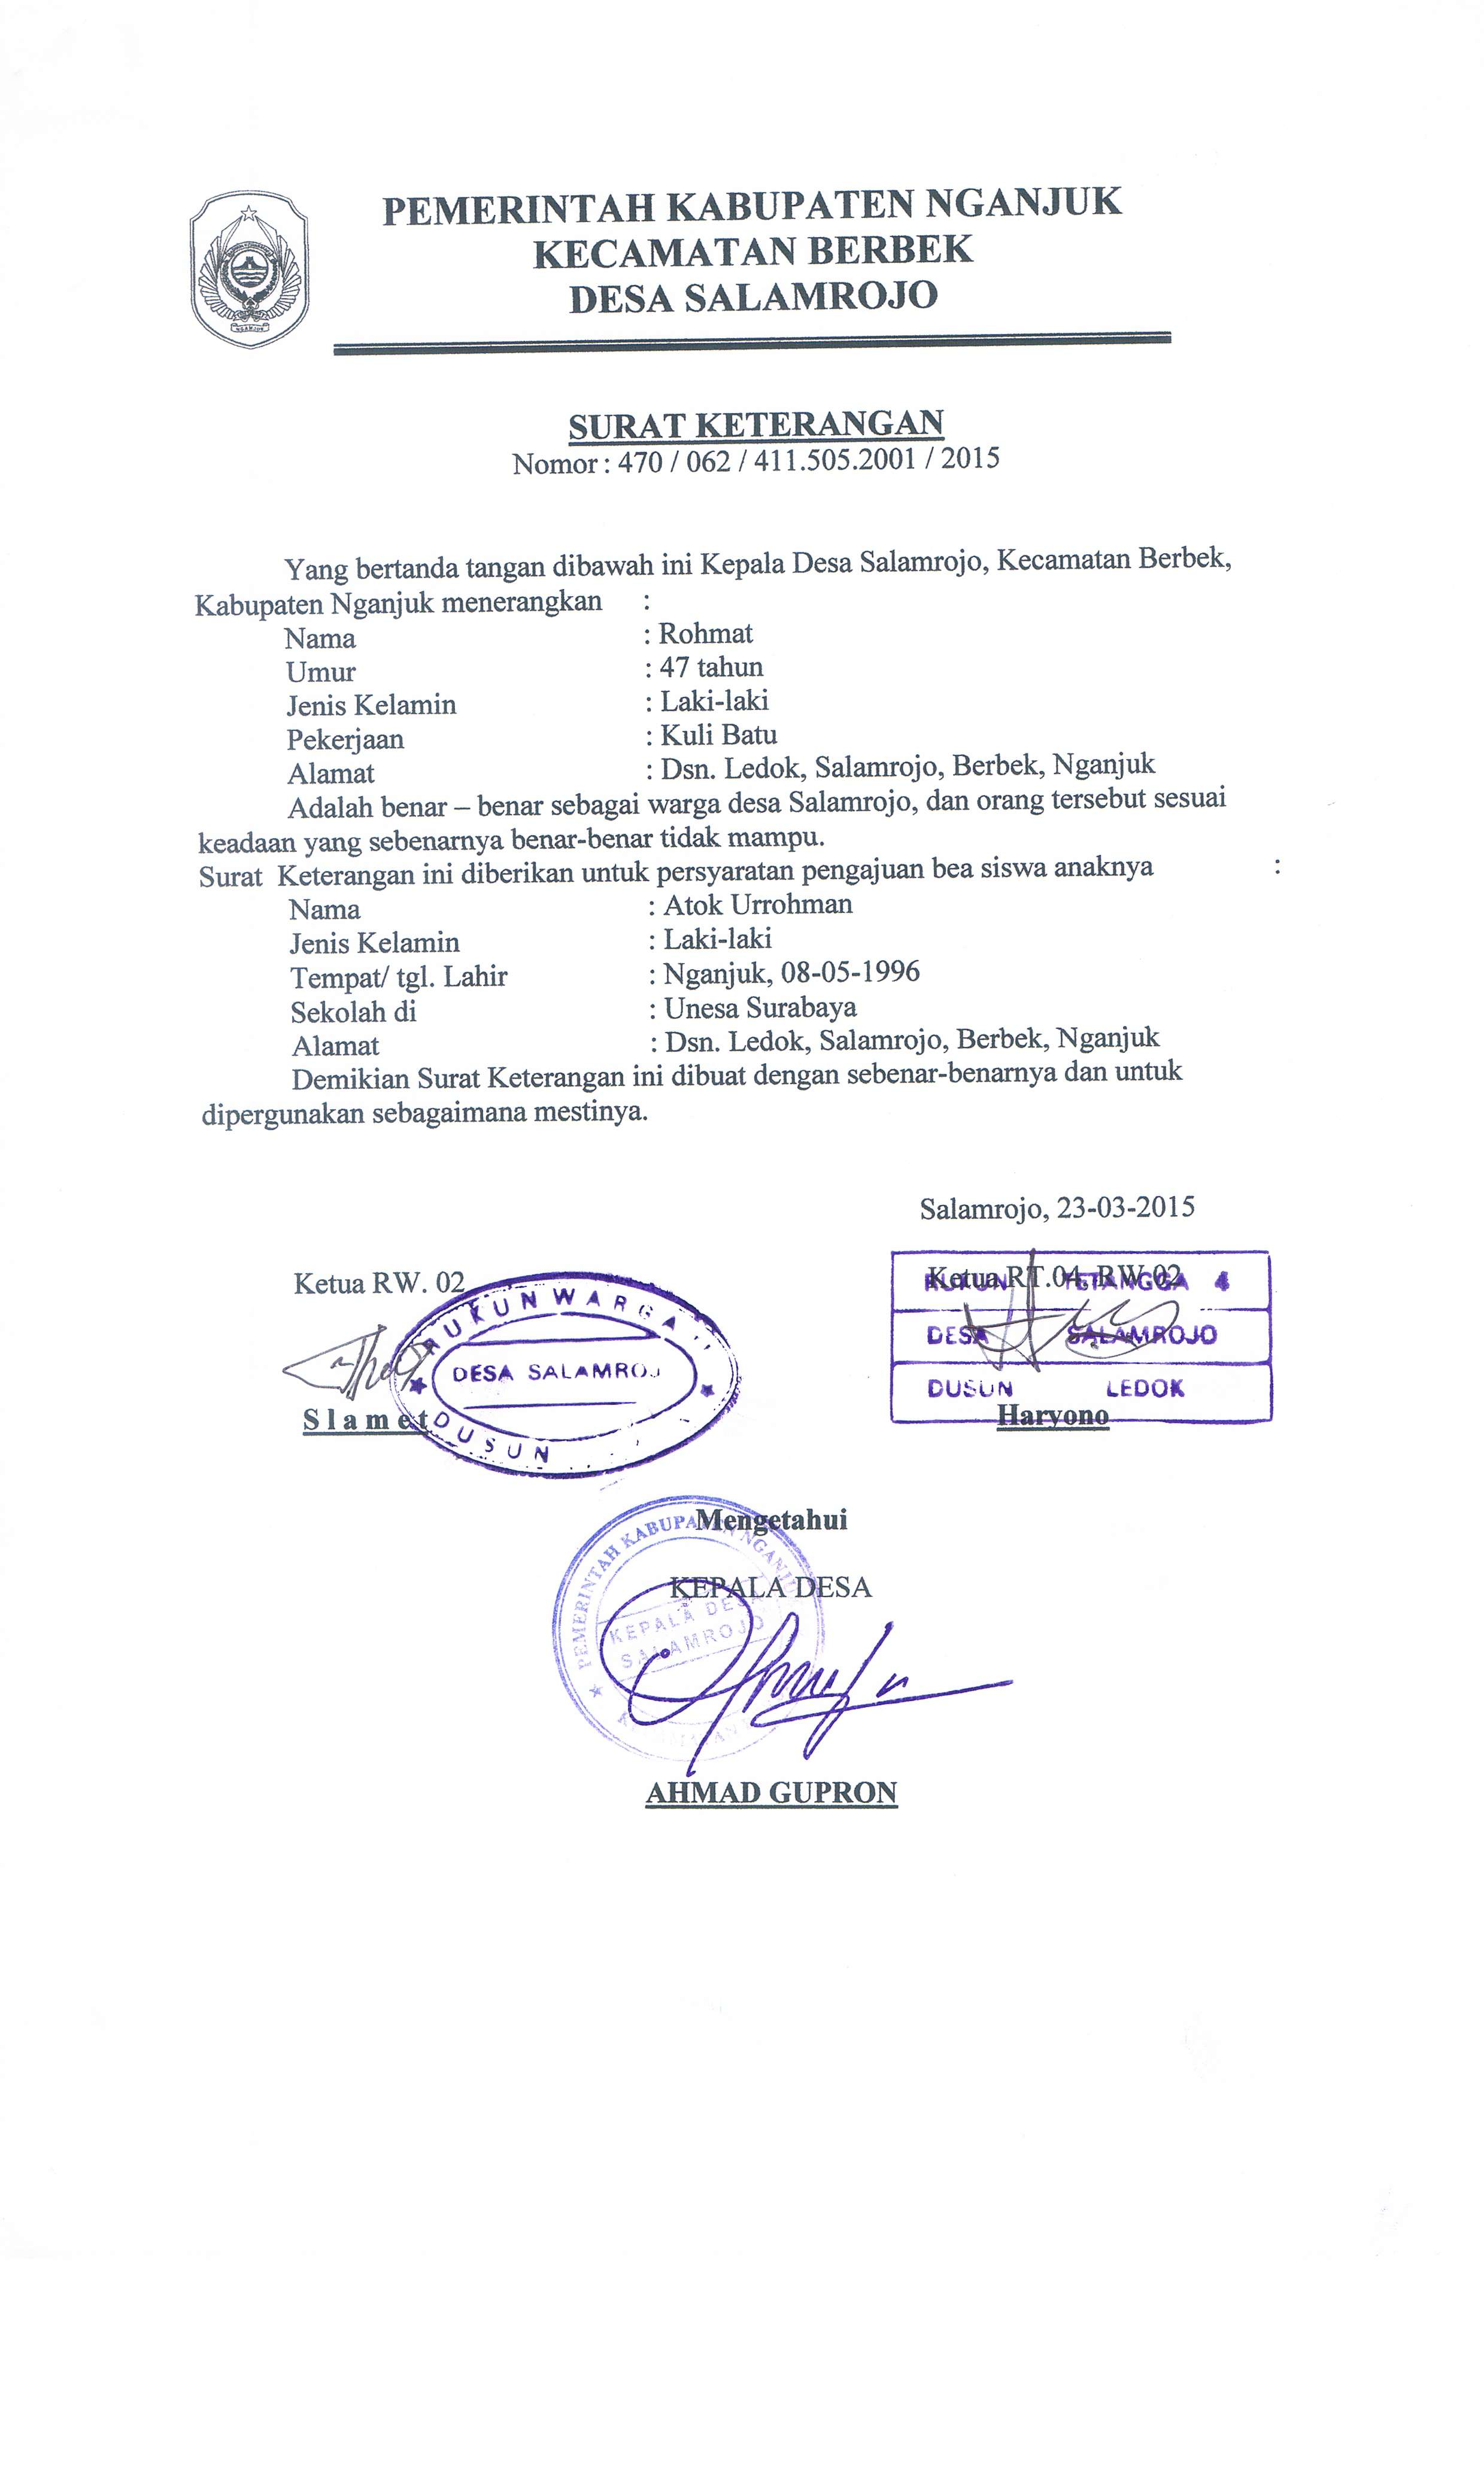 PEMERINTAH KABUPATEN NGANJUK
KECAMATAN BERBEK
DESA SALAMROJO
NGANJUK
SURAT KETERANGAN
Nomor : 470 / 062 / 411.505.2001 / 2015
Yang bertanda tangan dibawah ini Kepala Desa Salamrojo, Kecamatan Berbek,
Kabupaten Nganjuk menerangkan :
Nama : Rohmat
Umur : 47 tahun
Jenis Kelamin : Laki-laki
Pekerjaan : Kuli Batu
Alamat : Dsn. Ledok, Salamrojo, Berbek, Nganjuk
Adalah benar – benar sebagai warga desa Salamrojo, dan orang tersebut sesuai
keadaan yang sebenarnya benar-benar tidak mampu.
Surat Keterangan ini diberikan untuk persyaratan pengajuan bea siswa anaknya :
Nama : Atok Urrohman
Jenis Kelamin : Laki-laki
Tempat/ tgl. Lahir : Nganjuk, 08-05-1996
Sekolah di : Unesa Surabaya
Alamat : Dsn. Ledok, Salamrojo, Berbek, Nganjuk
Demikian Surat Keterangan ini dibuat dengan sebenar-benarnya dan untuk
dipergunakan sebagaimana mestinya.
Salamrojo, 23-03-2015
Ketua RW. 02
Ketua RT.04, RW 02
RUKUN WARGA
DESA SALAMROJ
DUSUN
RUKUN TETANGGA 4
DESA SALAMROJO
DUSUN LEDOK
Slamet
Haryono
Mengetahui
KEPALA DESA
PEMERINTAH KABUPATEN NGANJUK
KEPALA DESA
SALAMROJO
AHMAD GUPRON